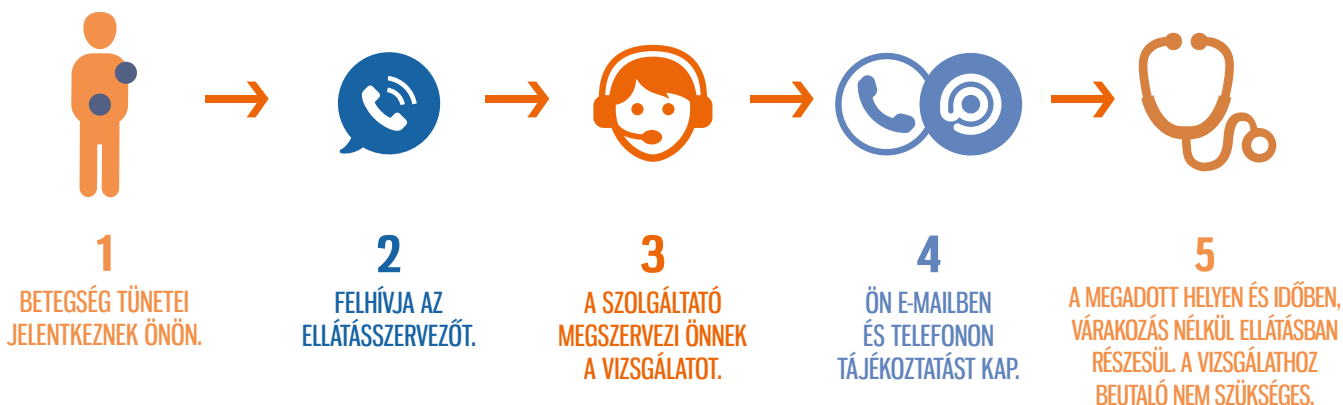 1
BETEGSÉG TÜNETEI
JELENTKEZNEK ÖNÖN.
2
FELHÍVJA AZ
ELLÁTÁSSZERVEZŐT.
3
A SZOLGÁLTATÓ
MEGSZERVEZI ÖNNEK
A VIZSGÁLATOT.
4
ÖN E-MAILBEN
ÉS TELEFONON
TÁJÉKOZTATÁST KAP.
5
A MEGADOTT HELYEN ÉS IDŐBEN,
VÁRAKOZÁS NÉLKÜL ELLÁTÁSBAN
RÉSZESÜL. A VIZSGÁLATHOZ
BEUTALÓ NEM SZÜKSÉGES.